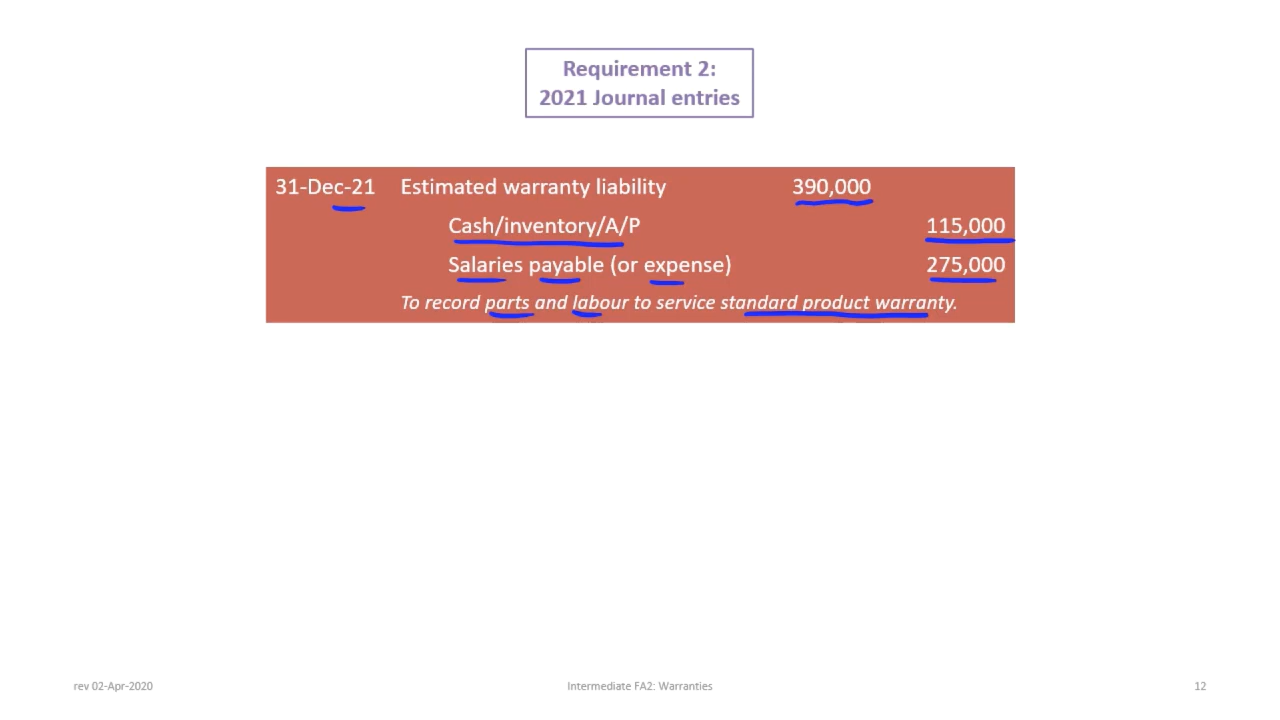 Requirement 2:
2021 Journal entries
31-Dec-21 Estimated warranty liability 390,000
Cash/inventory/A/P 115,000
Salaries payable (or expense) 275,000
To record parts and labour to service standard product warranty.
rev 02-Apr-2020 Intermediate FA2: Warranties 12